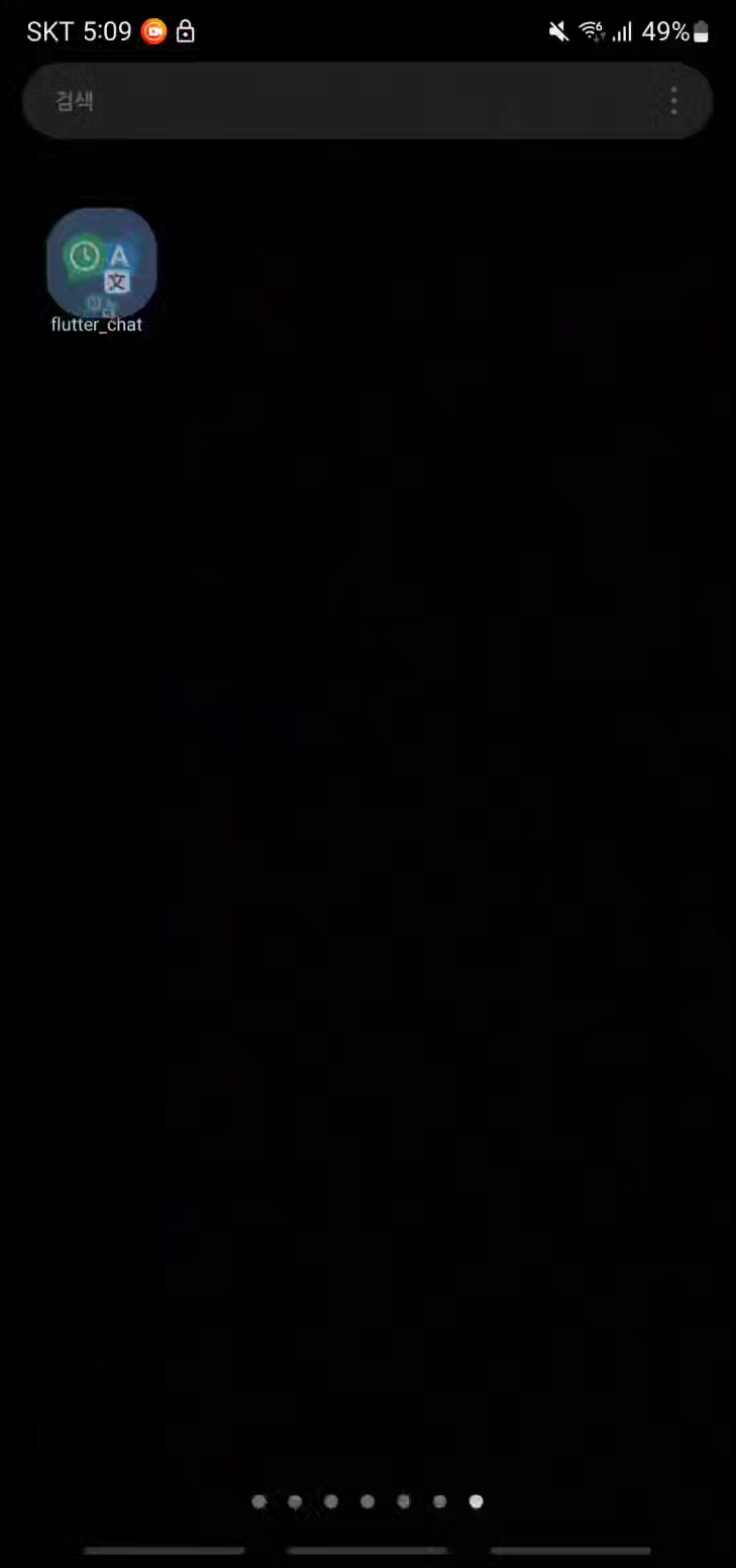 SKT 5:09 49%
검색
A
文
flutter_chat